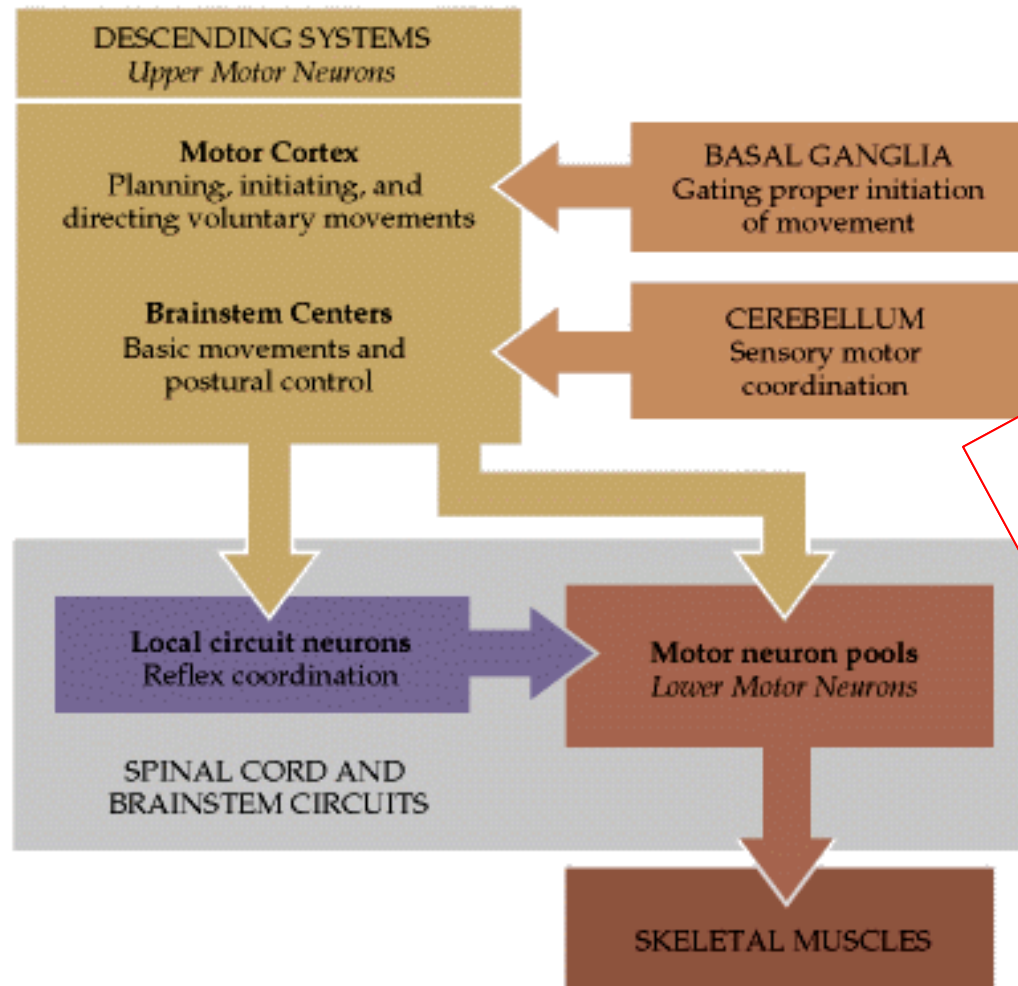 DESCENDING SYSTEMS
Upper Motor Neurons
Motor Cortex
Planning, initiating, and
directing voluntary movements
Brainstem Centers
Basic movements and
postural control
BASAL GANGLIA
Gating proper initiation
of movement
CEREBELLUM
Sensory motor
coordination
Local circuit neurons
Reflex coordination
Motor neuron pools
Lower Motor Neurons
SPINAL CORD AND
BRAINSTEM CIRCUITS
SKELETAL MUSCLES